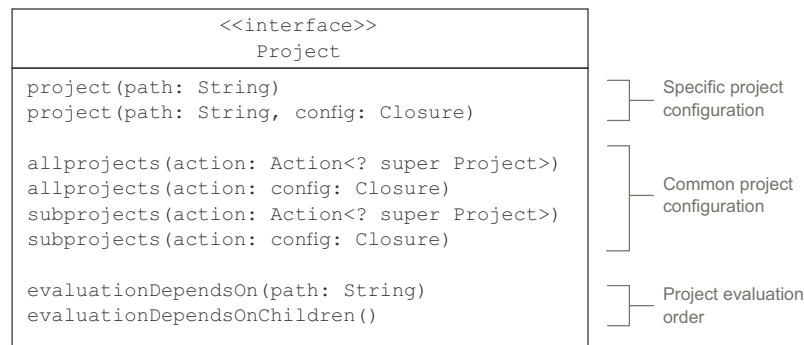 <<interface>>
Project
project(path: String)
project(path: String, config: Closure)
Specific project
configuration
allprojects(action: Action<? super Project>)
allprojects(action: config: Closure)
subprojects(action: Action<? super Project>)
subprojects(action: config: Closure)
Common project
configuration
evaluationDependsOn(path: String)
evaluationDependsOnChildren()
Project evaluation
order